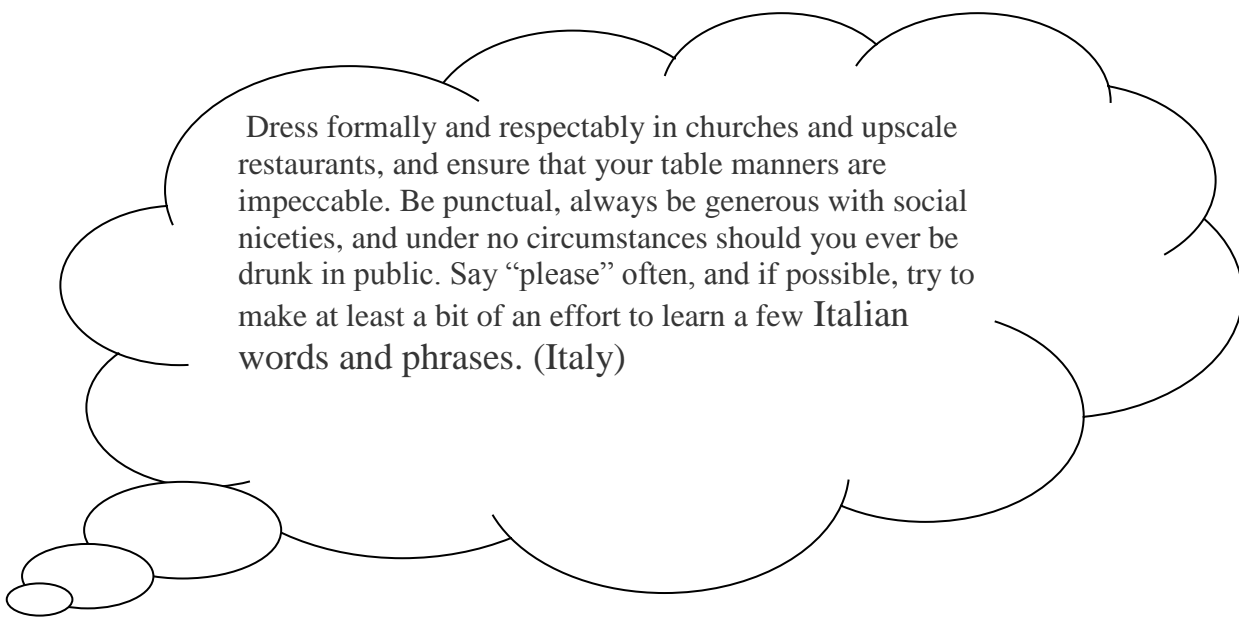 Dress formally and respectably in churches and upscale
restaurants, and ensure that your table manners are
impeccable. Be punctual, always be generous with social
niceties, and under no circumstances should you ever be
drunk in public. Say “please” often, and if possible, try to
make at least a bit of an effort to learn a few Italian
words and phrases. (Italy)